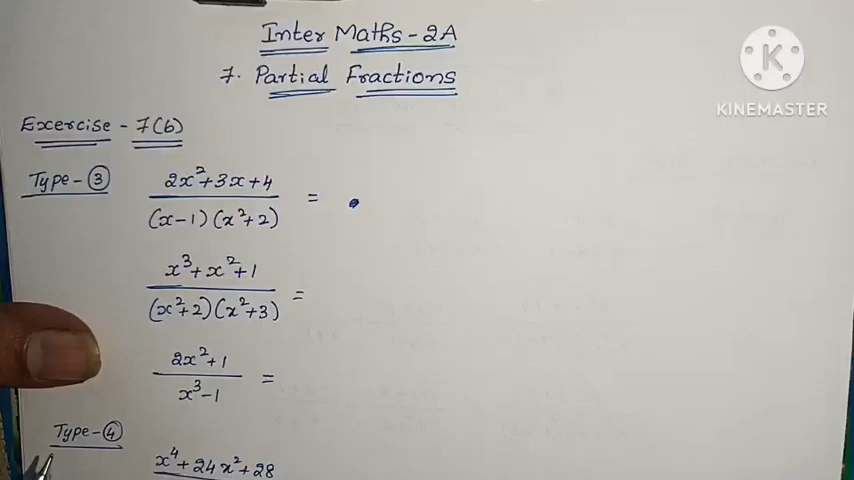 Inter Maths - 2A
7. Partial Fractions
KINEMASTER
Excercise - 7(b)
Type - ③ 2x²+3x+4 / (x-1)(x²+2) =
x³+x²+1 / (x²+2)(x²+3) =
2x²+1 / x³-1 =
Type - ④
x⁴+24x²+28